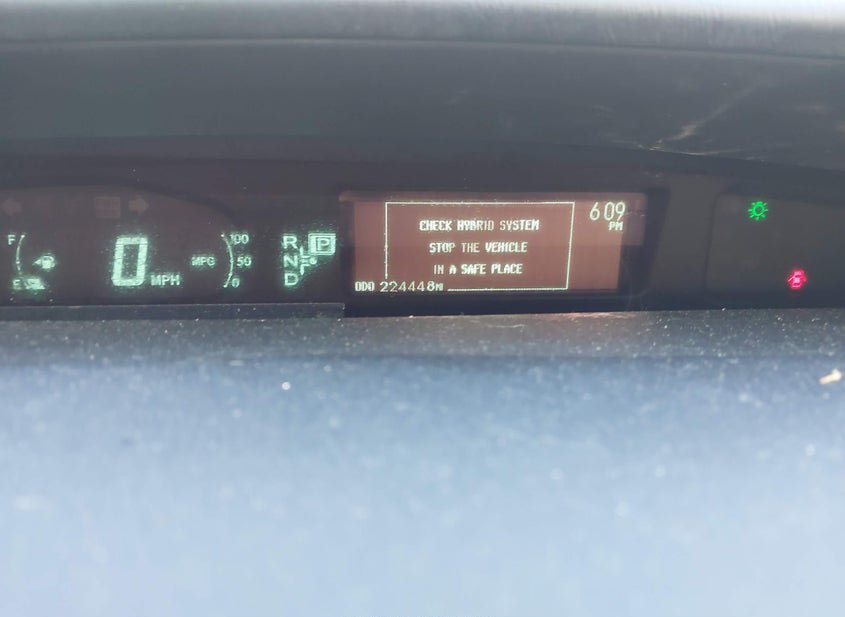 F
E
0
MPH
MPG
100
50
0
R
N
D
P
CHECK HYBRID SYSTEM
STOP THE VEHICLE
IN A SAFE PLACE
6:09
PM
ODO 224448MI